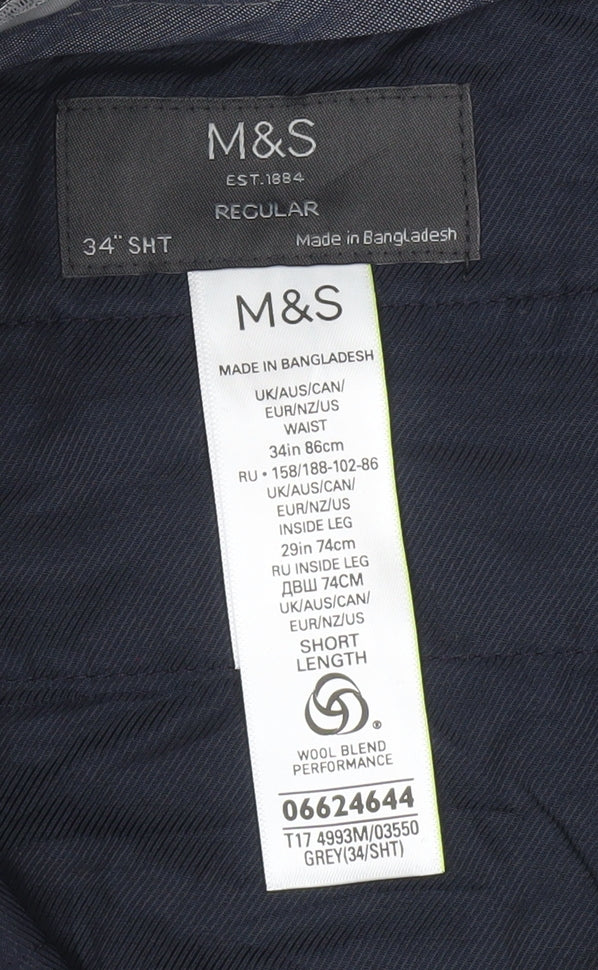 M&S
EST.1884
REGULAR
34" SHT
Made in Bangladesh
M&S
MADE IN BANGLADESH
UK/AUS/CAN/
EUR/NZ/US
WAIST
34in 86cm
RU • 158/188-102-86
UK/AUS/CAN/
EUR/NZ/US
INSIDE LEG
29in 74cm
RU INSIDE LEG
ДВШ 74CM
UK/AUS/CAN/
EUR/NZ/US
SHORT
LENGTH
®
WOOL BLEND
PERFORMANCE
06624644
T17 4993M/03550
GREY(34/SHT)